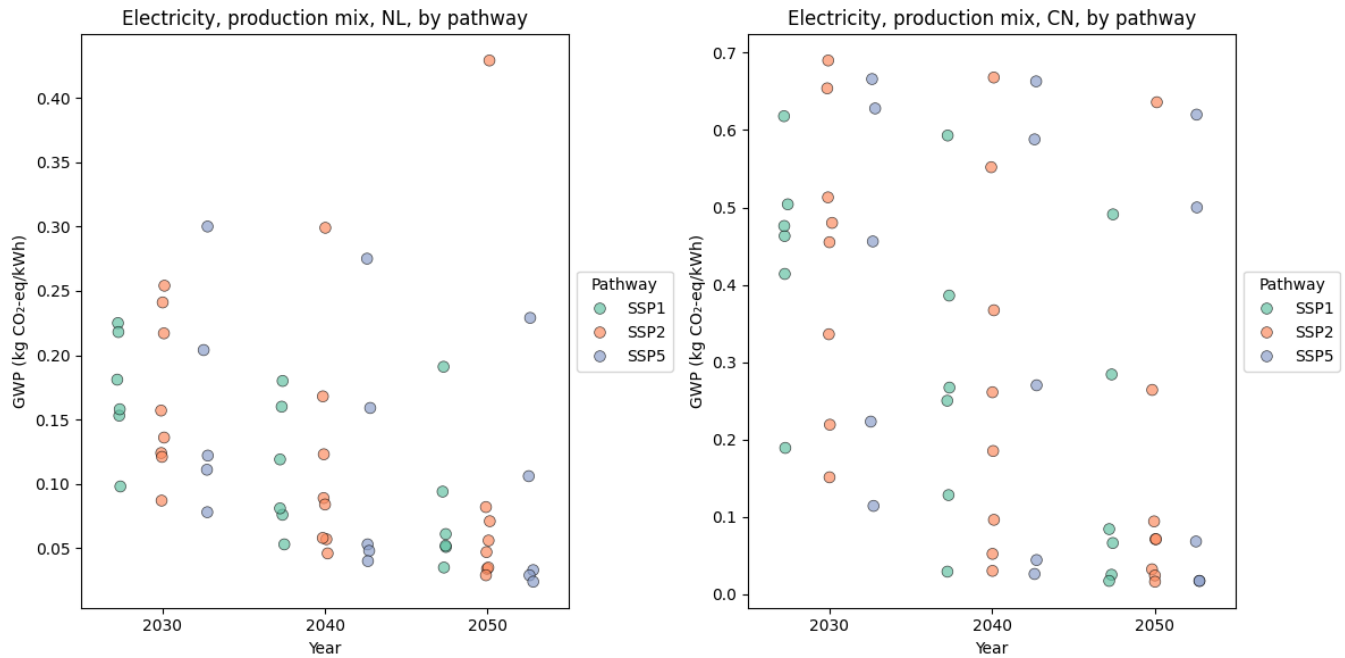 Electricity, production mix, NL, by pathway
GWP (kg CO₂-eq/kWh)
0.40
0.35
0.30
0.25
0.20
0.15
0.10
0.05
2030
2040
2050
Year
Pathway
SSP1
SSP2
SSP5
Electricity, production mix, CN, by pathway
GWP (kg CO₂-eq/kWh)
0.7
0.6
0.5
0.4
0.3
0.2
0.1
0.0
2030
2040
2050
Year
Pathway
SSP1
SSP2
SSP5